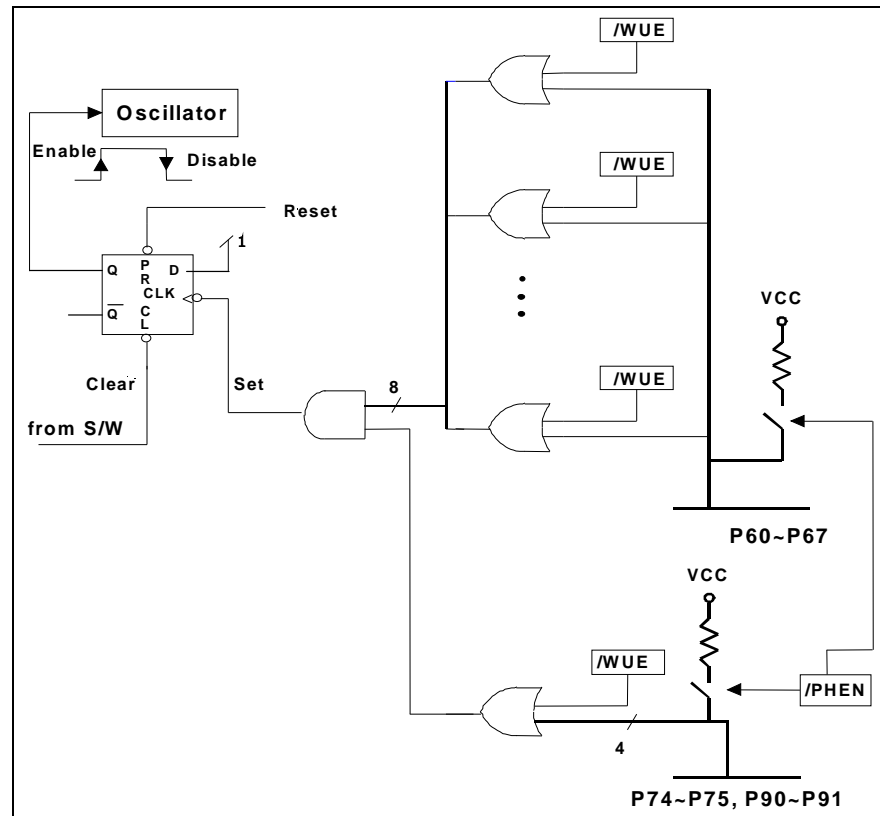 /WUE
Oscillator
Enable
Disable
/WUE
Reset
1
Q
P
R
D
CLK
Q
C
L
VCC
Clear
Set
8
/WUE
from S/W
P60~P67
VCC
/WUE
/PHEN
4
P74~P75, P90~P91